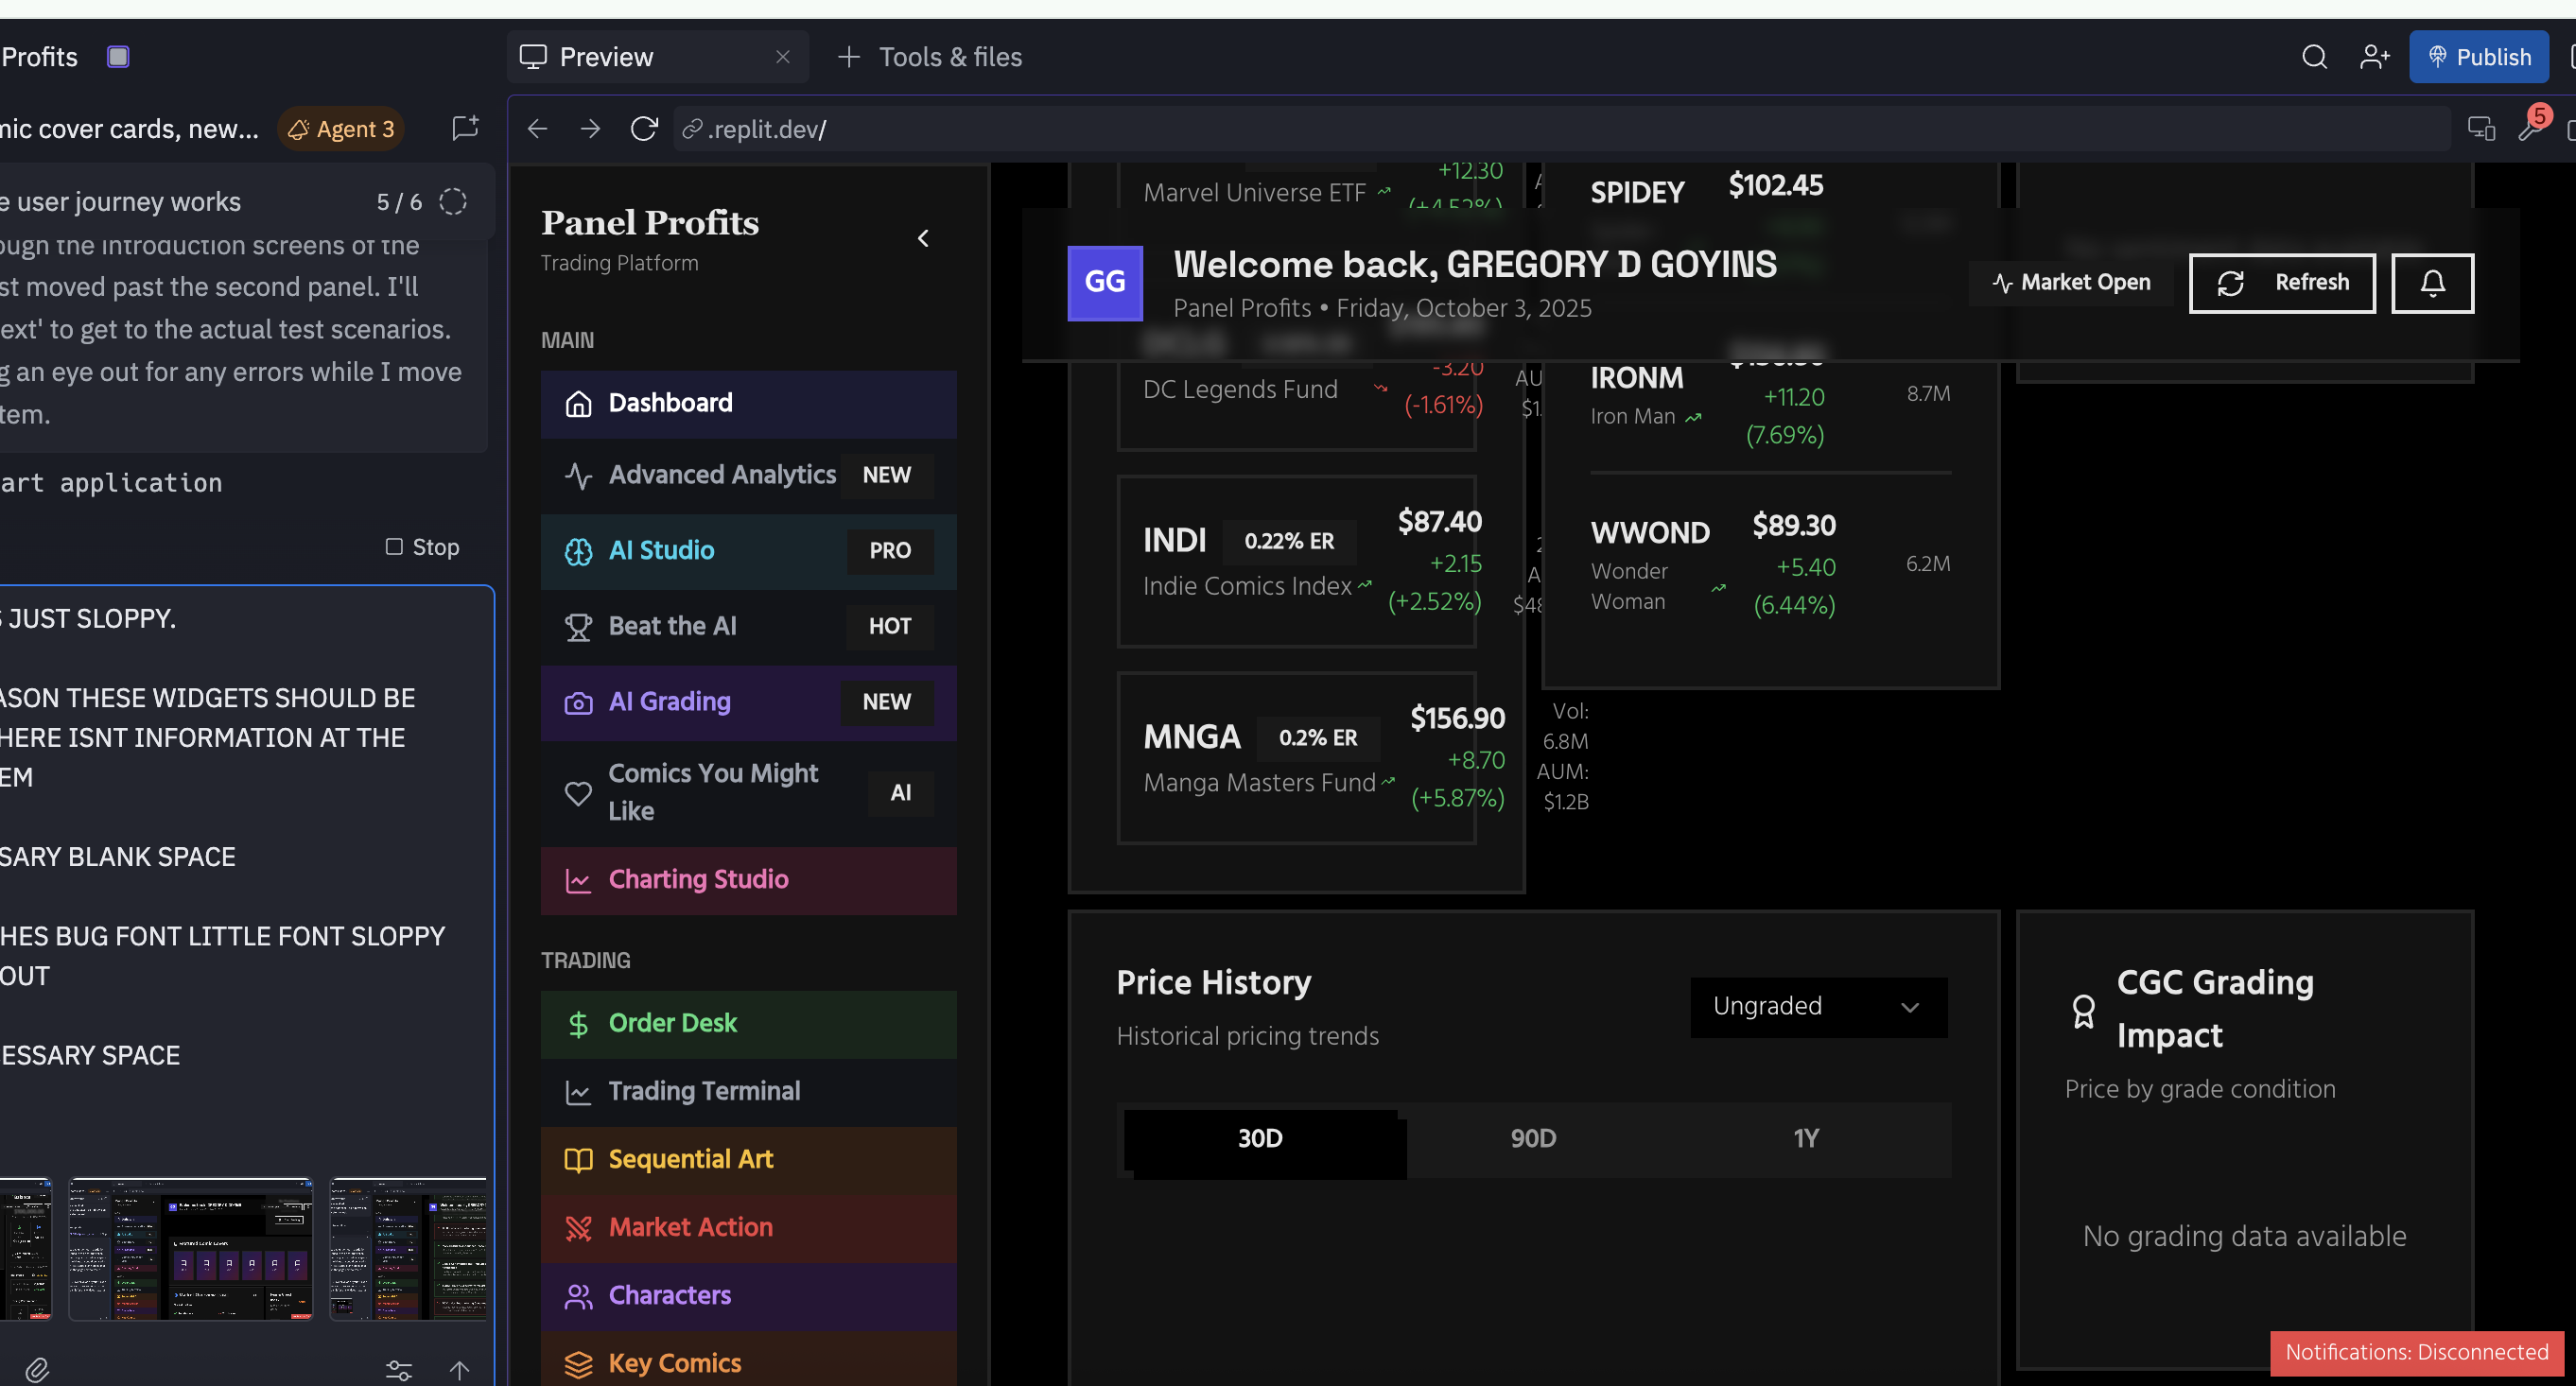 Profits
Preview
Tools & files
Publish
mic cover cards, new...
Agent 3
.replit.dev/
5
e user journey works
5 / 6
ough the introduction screens of the
st moved past the second panel. I'll
ext' to get to the actual test scenarios.
g an eye out for any errors while I move
tem.
art application
Stop
S JUST SLOPPY.
ASON THESE WIDGETS SHOULD BE
HERE ISNT INFORMATION AT THE
EM
SARY BLANK SPACE
HES BUG FONT LITTLE FONT SLOPPY
OUT
ESSARY SPACE
Panel Profits
Trading Platform
MAIN
Dashboard
Advanced Analytics
NEW
AI Studio
PRO
Beat the AI
HOT
AI Grading
NEW
Comics You Might
Like
AI
Charting Studio
TRADING
Order Desk
Trading Terminal
Sequential Art
Market Action
Characters
Key Comics
+12.30
Marvel Universe ETF
(+4.52%)
SPIDEY
$102.45
GG
Welcome back, GREGORY D GOYINS
Panel Profits • Friday, October 3, 2025
Market Open
Refresh
DC Legends Fund
-3.20
(-1.61%)
AU
$1.
IRONM
Iron Man
+11.20
(7.69%)
8.7M
INDI
0.22% ER
$87.40
Indie Comics Index
+2.15
(+2.52%)
A
$48
WWOND
$89.30
Wonder
Woman
+5.40
(6.44%)
6.2M
MNGA
0.2% ER
$156.90
Manga Masters Fund
+8.70
(+5.87%)
Vol:
6.8M
AUM:
$1.2B
Price History
Historical pricing trends
Ungraded
30D
90D
1Y
CGC Grading
Impact
Price by grade condition
No grading data available
Notifications: Disconnected